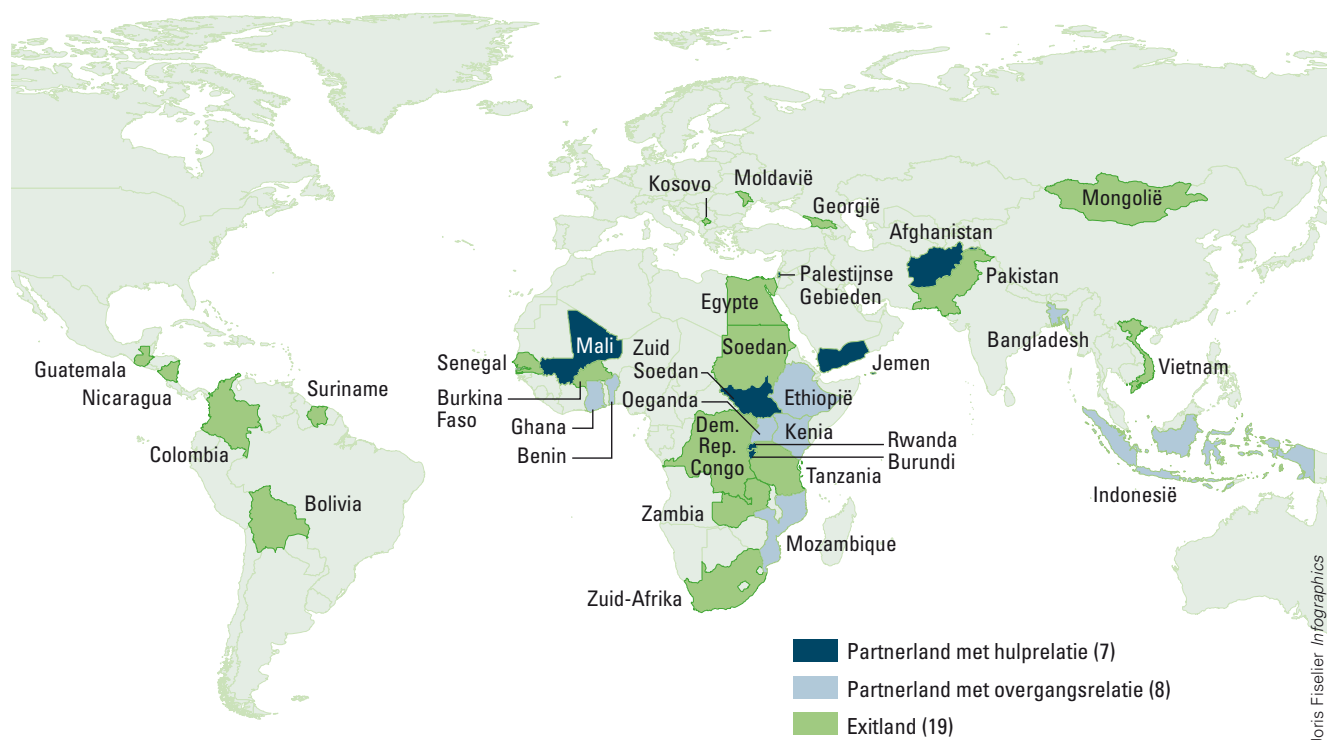 Kosovo
Moldavië
Georgië
Mongolië
Afghanistan
Pakistan
Palestijnse
Gebieden
Egypte
Bangladesh
Senegal
Mali
Zuid
Soedan
Soedan
Jemen
Vietnam
Guatemala
Nicaragua
Suriname
Burkina
Faso
Oeganda
Ethiopië
Ghana
Dem.
Rep.
Congo
Kenia
Rwanda
Burundi
Colombia
Benin
Tanzania
Indonesië
Bolivia
Zambia
Mozambique
Zuid-Afrika
Partnerland met hulprelatie (7)
Partnerland met overgangsrelatie (8)
Exitland (19)
Joris Fiselier Infographics